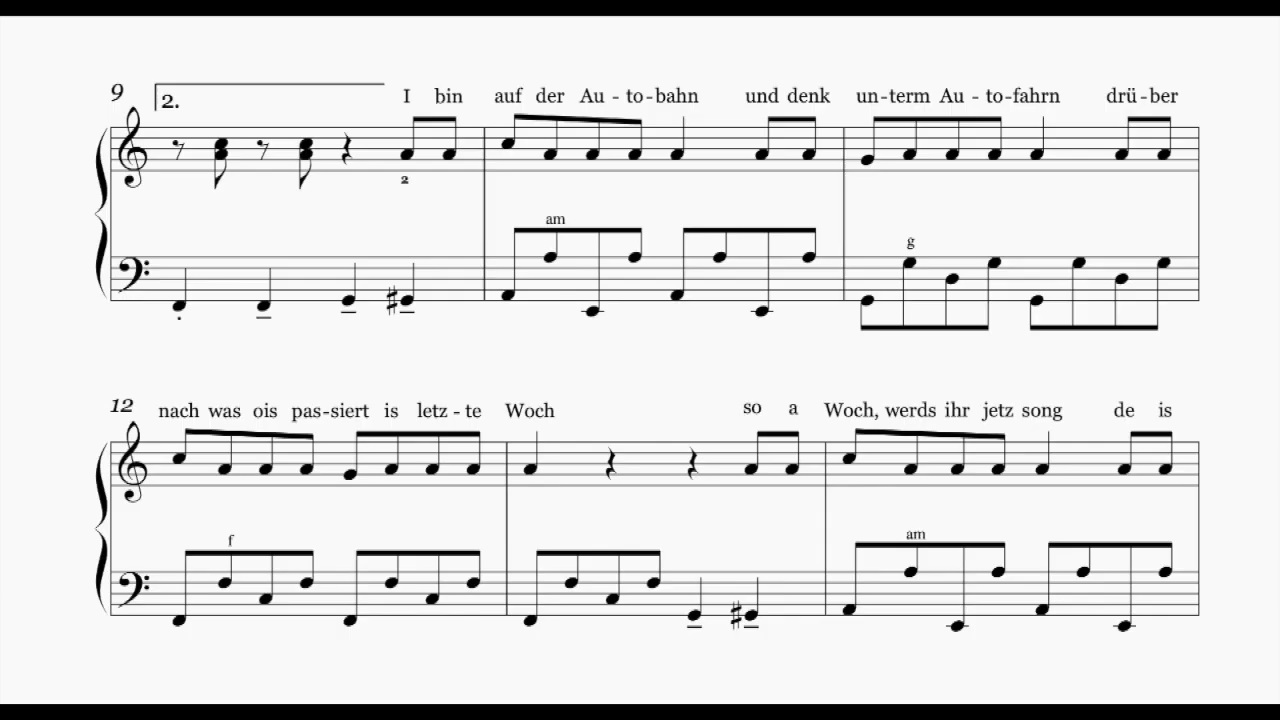 9
2. I bin auf der Au - to - bahn und denk un-term Au - to - fahrn drü - ber
2
am g
12 nach was ois pas-siert is letz - te Woch so a Woch, werds ihr jetz song de is
f am